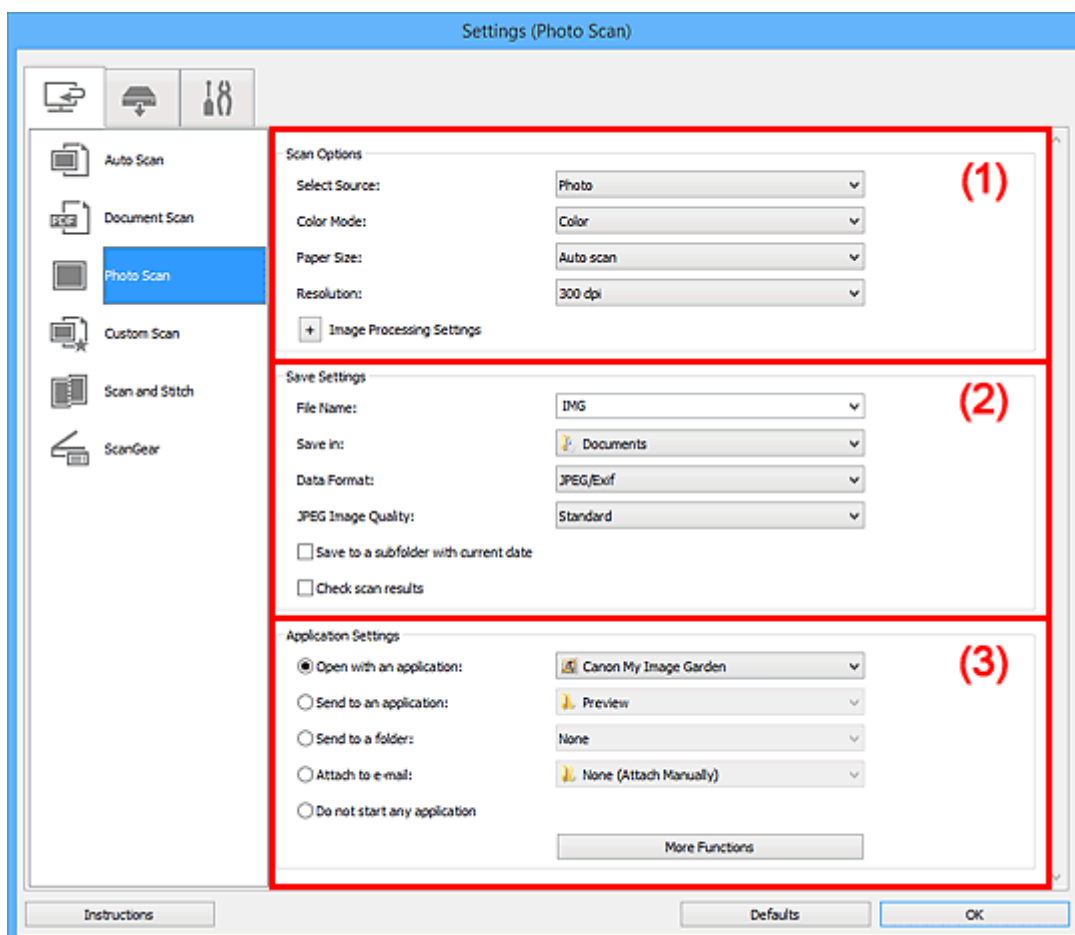 Settings (Photo Scan)
Auto Scan
PDF
Document Scan
Photo Scan
Custom Scan
Scan and Stitch
ScanGear
Scan Options
(1)
Select Source: Photo
Color Mode: Color
Paper Size: Auto scan
Resolution: 300 dpi
+ Image Processing Settings
Save Settings
(2)
File Name: IMG
Save in: Documents
Data Format: JPEG/Exif
JPEG Image Quality: Standard
Save to a subfolder with current date
Check scan results
Application Settings
(3)
Open with an application: Canon My Image Garden
Send to an application: Preview
Send to a folder: None
Attach to e-mail: None (Attach Manually)
Do not start any application
More Functions
Instructions Defaults OK